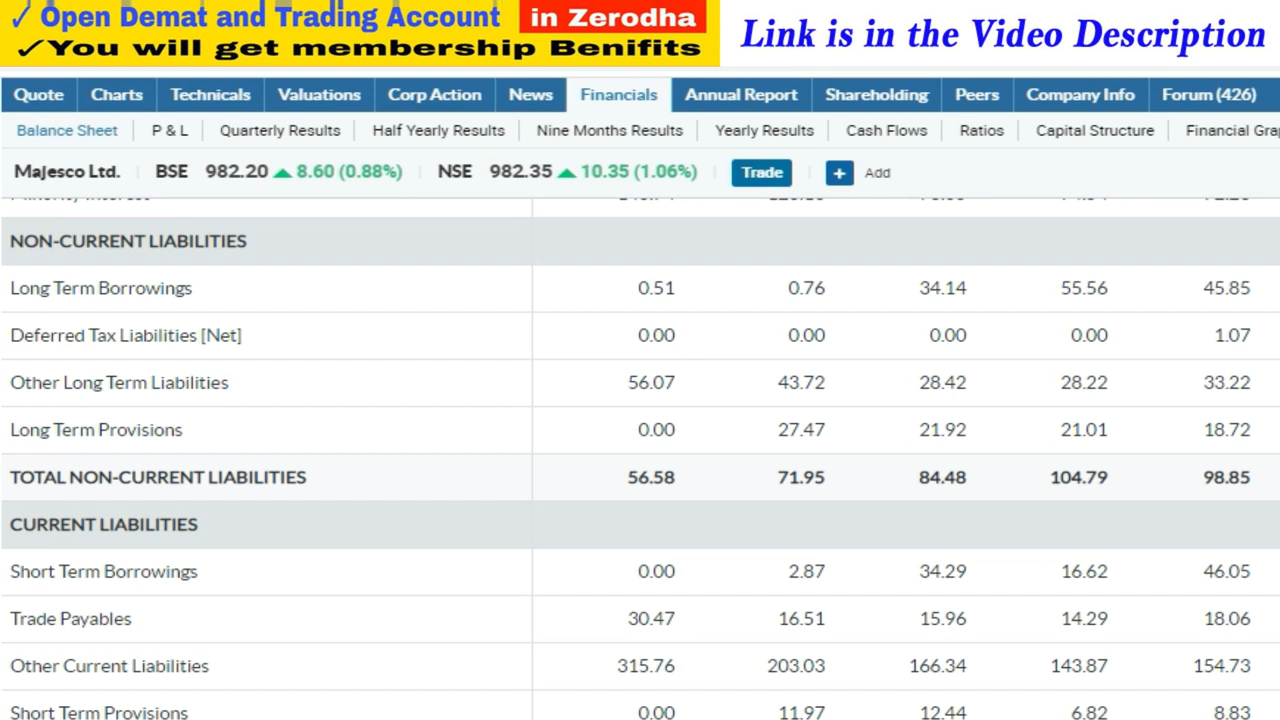 ✓ Open Demat and Trading Account in Zerodha
✓You will get membership Benifits
Link is in the Video Description
Quote Charts Technicals Valuations Corp Action News Financials Annual Report Shareholding Peers Company Info Forum (426)
Balance Sheet P & L Quarterly Results Half Yearly Results Nine Months Results Yearly Results Cash Flows Ratios Capital Structure Financial Gra
Majesco Ltd. BSE 982.20 8.60 (0.88%) NSE 982.35 10.35 (1.06%) Trade + Add
NON-CURRENT LIABILITIES
Long Term Borrowings 0.51 0.76 34.14 55.56 45.85
Deferred Tax Liabilities [Net] 0.00 0.00 0.00 0.00 1.07
Other Long Term Liabilities 56.07 43.72 28.42 28.22 33.22
Long Term Provisions 0.00 27.47 21.92 21.01 18.72
TOTAL NON-CURRENT LIABILITIES 56.58 71.95 84.48 104.79 98.85
CURRENT LIABILITIES
Short Term Borrowings 0.00 2.87 34.29 16.62 46.05
Trade Payables 30.47 16.51 15.96 14.29 18.06
Other Current Liabilities 315.76 203.03 166.34 143.87 154.73
Short Term Provisions 0.00 11.97 12.44 6.82 8.83